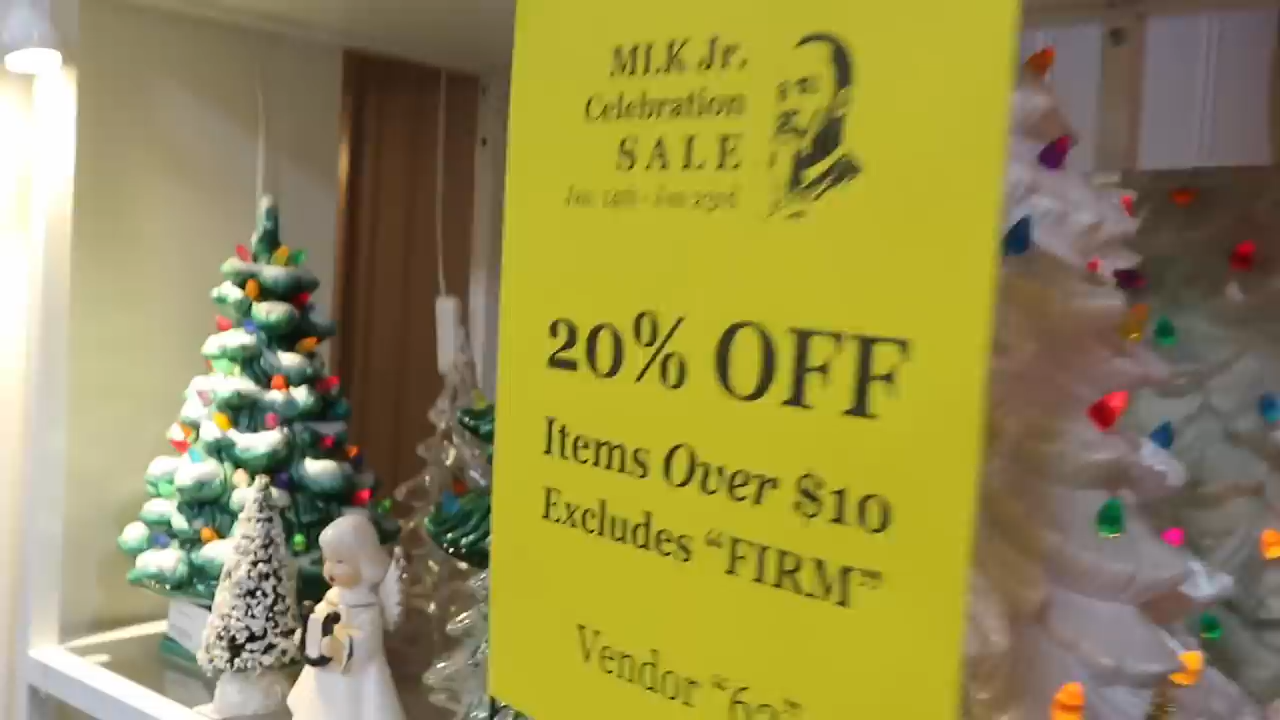 MLK Jr.
Celebration
SALE
20% OFF
Items Over $10
Excludes “FIRM”
Vendor